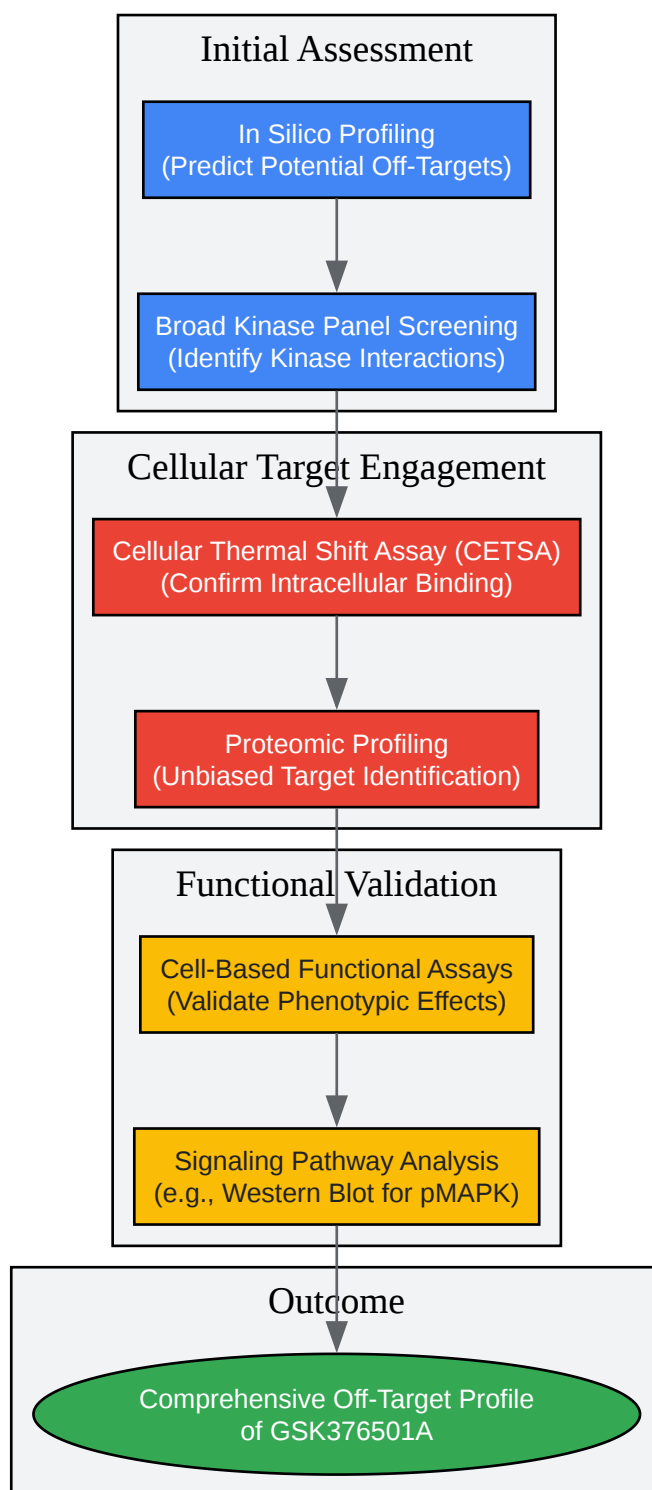 Initial Assessment
In Silico Profiling
(Predict Potential Off-Targets)
Broad Kinase Panel Screening
(Identify Kinase Interactions)
Cellular Target Engagement
Cellular Thermal Shift Assay (CETSA)
(Confirm Intracellular Binding)
Proteomic Profiling
(Unbiased Target Identification)
Functional Validation
Cell-Based Functional Assays
(Validate Phenotypic Effects)
Signaling Pathway Analysis
(e.g., Western Blot for pMAPK)
Outcome
Comprehensive Off-Target Profile
of GSK376501A